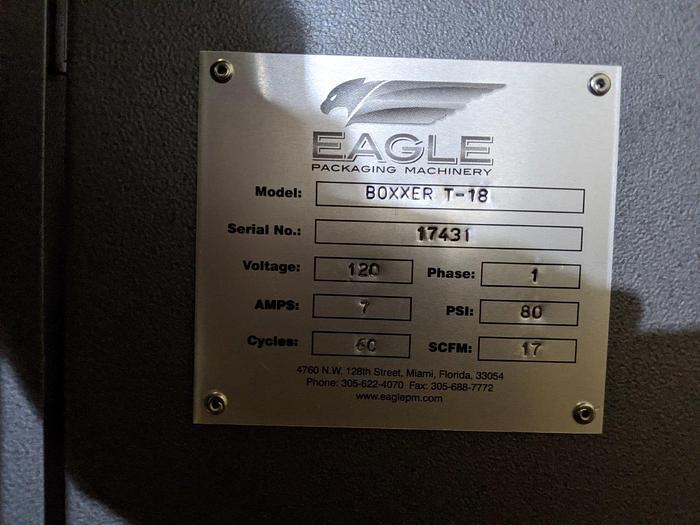 EAGLE
PACKAGING MACHINERY
Model: BOXXER T-18
Serial No.: 17431
Voltage: 120 Phase: 1
AMPS: 7 PSI: 80
Cycles: 60 SCFM: 17
4760 N.W. 128th Street, Miami, Florida, 33054
Phone: 305-622-4070 Fax: 305-688-7772
www.eaglepm.com